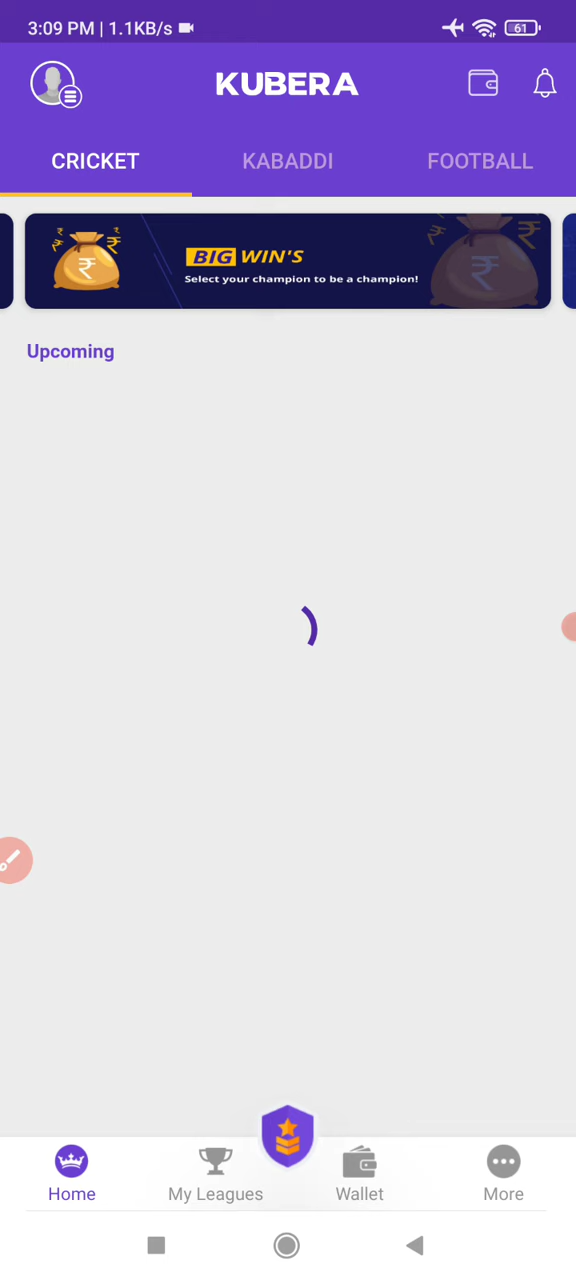 3:09 PM | 1.1KB/s 61
KUBERA
CRICKET KABADDI FOOTBALL
BIG WIN'S
Select your champion to be a champion!
Upcoming
Home My Leagues Wallet More